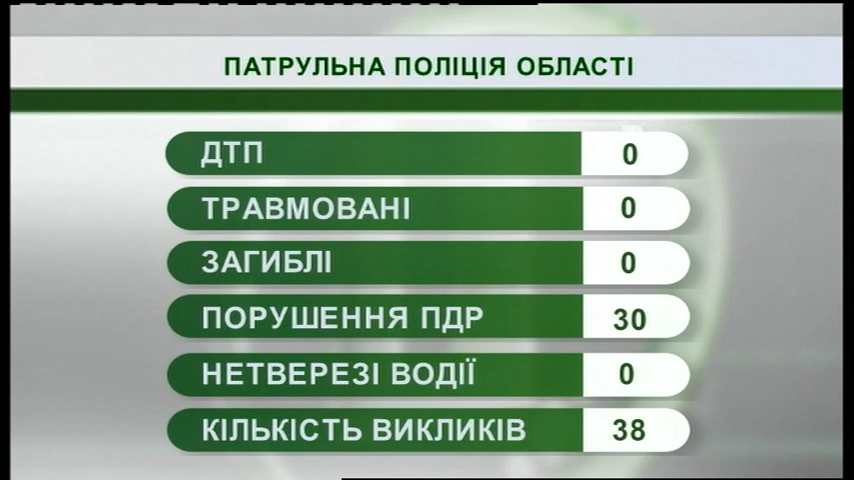 ПАТРУЛЬНА ПОЛІЦІЯ ОБЛАСТІ
ДТП 0
ТРАВМОВАНІ 0
ЗАГИБЛІ 0
ПОРУШЕННЯ ПДР 30
НЕТВЕРЕЗІ ВОДІЇ 0
КІЛЬКІСТЬ ВИКЛИКІВ 38